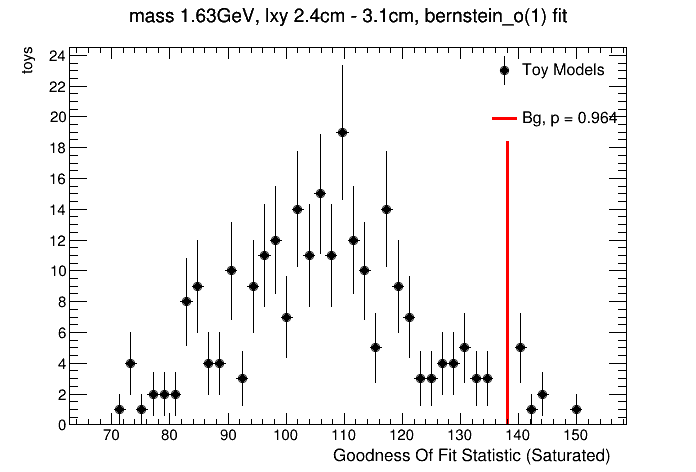 mass 1.63GeV, lxy 2.4cm - 3.1cm, bernstein_o(1) fit
toys
24
22
20
18
16
14
12
10
8
6
4
2
0
Toy Models
Bg, p = 0.964
70 80 90 100 110 120 130 140 150
Goodness Of Fit Statistic (Saturated)